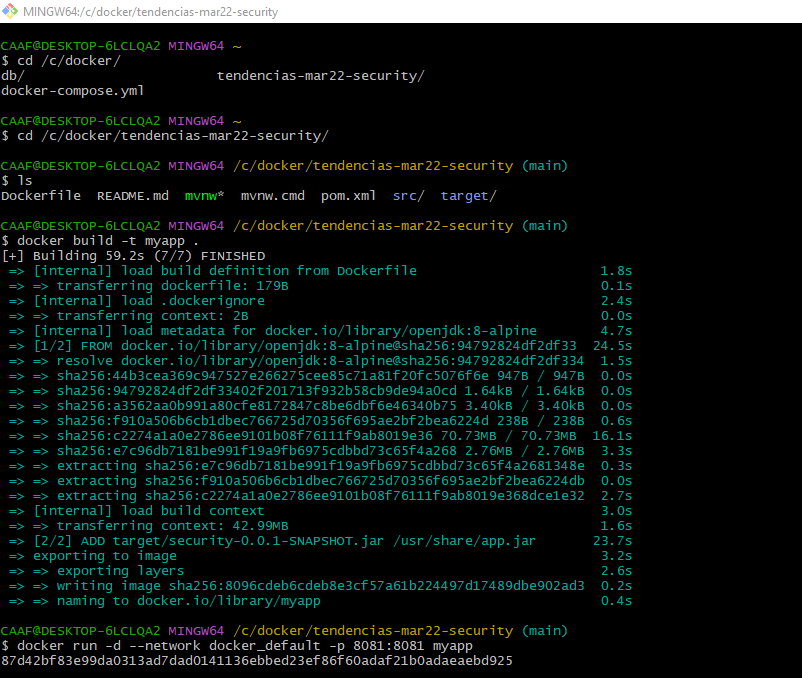 MINGW64:/c/docker/tendencias-mar22-security
CAAF@DESKTOP-6LCLQA2 MINGW64 ~
$ cd /c/docker/
db/                        tendencias-mar22-security/
docker-compose.yml
CAAF@DESKTOP-6LCLQA2 MINGW64 ~
$ cd /c/docker/tendencias-mar22-security/
CAAF@DESKTOP-6LCLQA2 MINGW64 /c/docker/tendencias-mar22-security (main)
$ ls
Dockerfile  README.md  mvnw*  mvnw.cmd  pom.xml  src/  target/
CAAF@DESKTOP-6LCLQA2 MINGW64 /c/docker/tendencias-mar22-security (main)
$ docker build -t myapp .
[+] Building 59.2s (7/7) FINISHED
=> [internal] load build definition from Dockerfile 1.8s
=> => transferring dockerfile: 179B 0.1s
=> [internal] load .dockerignore 2.4s
=> => transferring context: 2B 0.0s
=> [internal] load metadata for docker.io/library/openjdk:8-alpine 4.7s
=> [1/2] FROM docker.io/library/openjdk:8-alpine@sha256:94792824df2df33 24.5s
=> => resolve docker.io/library/openjdk:8-alpine@sha256:94792824df2df334 1.5s
=> => sha256:44b3cea369c947527e266275cee85c71a81f20fc5076f6e 947B / 947B 0.0s
=> => sha256:94792824df2df33402f201713f932b58cb9de94a0cd 1.64kB / 1.64kB 0.0s
=> => sha256:a3562aa0b991a80cfe8172847c8be6dbf6e46340b75 3.40kB / 3.40kB 0.0s
=> => sha256:f910a506b6cb1dbec766725d70356f695ae2bf2bea6224d 238B / 238B 0.6s
=> => sha256:c2274a1a0e2786ee9101b08f76111f9ab8019e36 70.73MB / 70.73MB 16.1s
=> => sha256:e7c96db7181be991f19a9fb6975cdbbd73c65f4a268 2.76MB / 2.76MB 3.3s
=> => extracting sha256:e7c96db7181be991f19a9fb6975cdbbd73c65f4a2681348e 0.3s
=> => extracting sha256:f910a506b6cb1dbec766725d70356f695ae2bf2bea6224db 0.0s
=> => extracting sha256:c2274a1a0e2786ee9101b08f76111f9ab8019e368dce1e32 2.7s
=> [internal] load build context 3.0s
=> => transferring context: 42.99MB 1.6s
=> [2/2] ADD target/security-0.0.1-SNAPSHOT.jar /usr/share/app.jar 23.7s
=> exporting to image 3.2s
=> => exporting layers 2.6s
=> => writing image sha256:8096cdeb6cdeb8e3cf57a61b224497d17489dbe902ad3 0.2s
=> => naming to docker.io/library/myapp 0.4s
CAAF@DESKTOP-6LCLQA2 MINGW64 /c/docker/tendencias-mar22-security (main)
$ docker run -d --network docker_default -p 8081:8081 myapp
87d42bf83e99da0313ad7dad0141136ebbed23ef86f60adaf21b0adaeaebd925